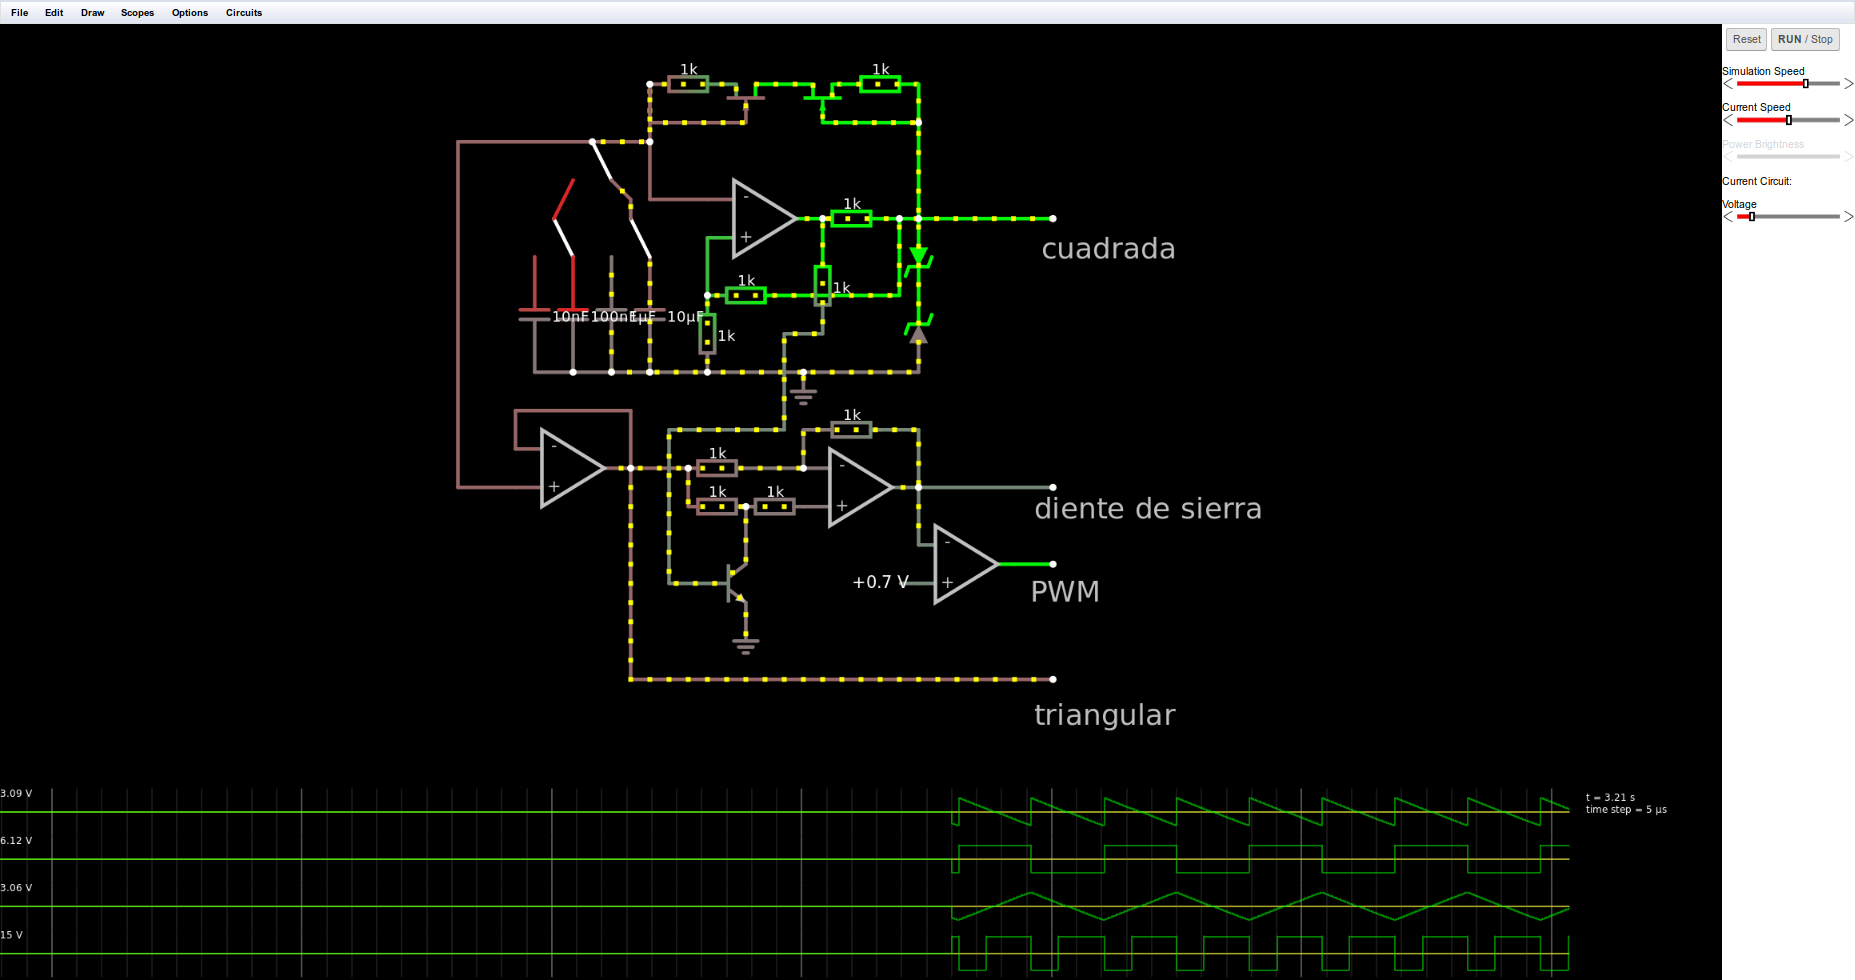 File Edit Draw Scopes Options Circuits
Reset RUN / Stop
Simulation Speed
Current Speed
Power Brightness
Current Circuit:
Voltage
1k 1k
-
+
1k
cuadrada
1k 1k
10nF 100nF 1µF 10µF
1k
1k
-
+
1k
1k 1k
-
+
diente de sierra
-
+
+0.7 V
PWM
triangular
3.09 V
6.12 V
3.06 V
15 V
t = 3.21 s
time step = 5 µs